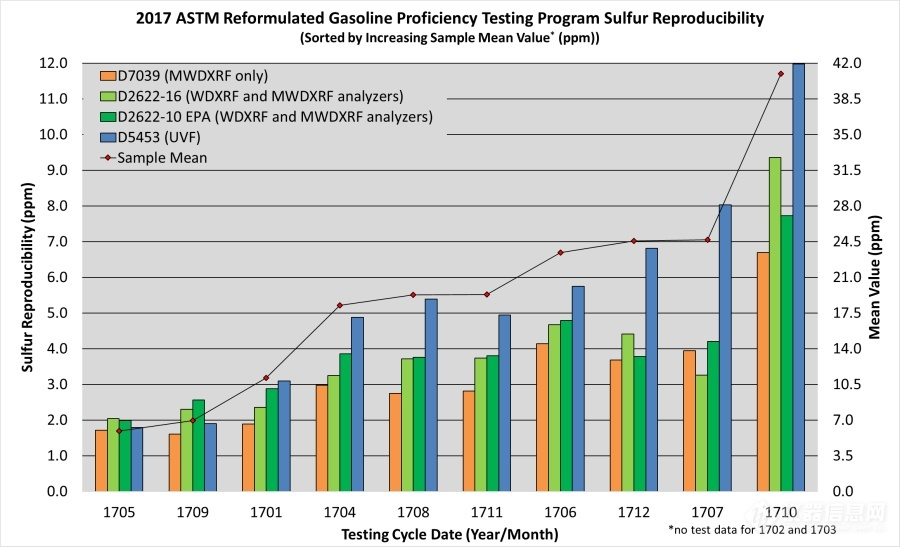 2017 ASTM Reformulated Gasoline Proficiency Testing Program Sulfur Reproducibility
(Sorted by Increasing Sample Mean Value* (ppm))
D7039 (MWDXRF only)
D2622-16 (WDXRF and MWDXRF analyzers)
D2622-10 EPA (WDXRF and MWDXRF analyzers)
D5453 (UVF)
Sample Mean
Sulfur Reproducibility (ppm)
12.0
11.0
10.0
9.0
8.0
7.0
6.0
5.0
4.0
3.0
2.0
1.0
0.0
42.0
38.5
35.0
31.5
28.0
24.5
21.0
17.5
14.0
10.5
7.0
3.5
0.0
Mean Value (ppm)
1705 1709 1701 1704 1708 1711 1706 1712 1707 1710
Testing Cycle Date (Year/Month)
*no test data for 1702 and 1703